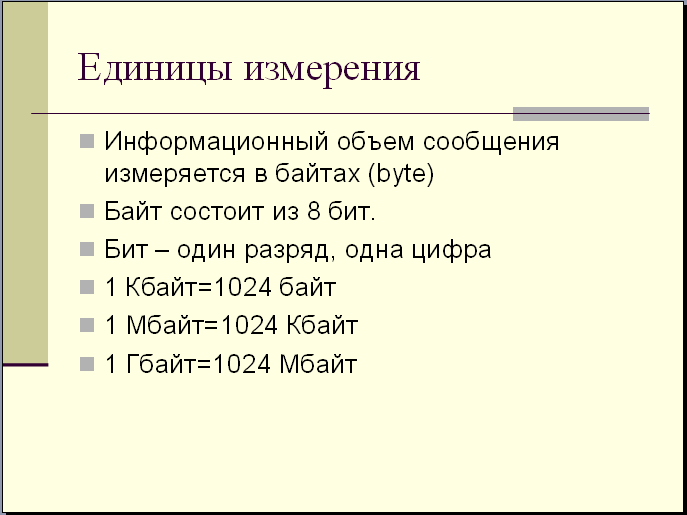 Единицы измерения
Информационный объем сообщения
измеряется в байтах (byte)
Байт состоит из 8 бит.
Бит – один разряд, одна цифра
1 Кбайт=1024 байт
1 Мбайт=1024 Кбайт
1 Гбайт=1024 Мбайт